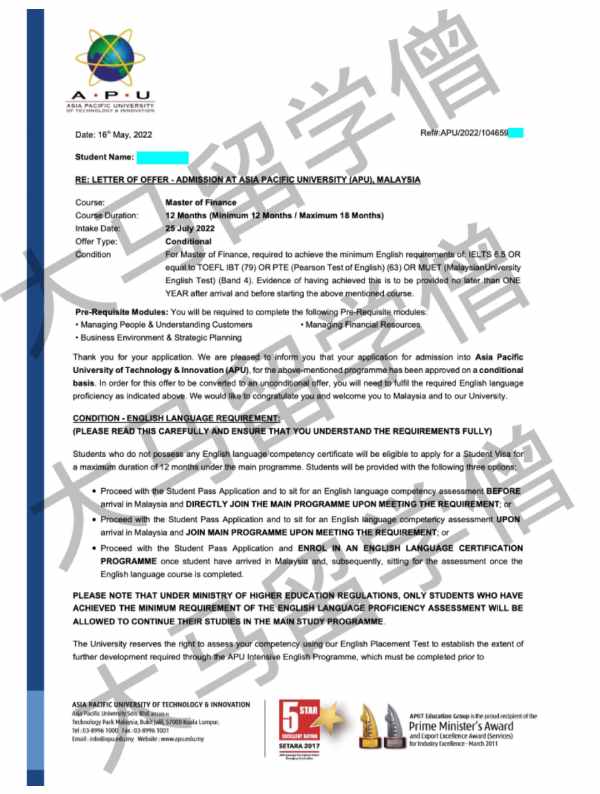 A · P · U
ASIA PACIFIC UNIVERSITY
OF TECHNOLOGY & INNOVATION
Date: 16th May, 2022
Ref#:APU/2022/104659
Student Name:
RE: LETTER OF OFFER - ADMISSION AT ASIA PACIFIC UNIVERSITY (APU), MALAYSIA
Course: Master of Finance
Course Duration: 12 Months (Minimum 12 Months / Maximum 18 Months)
Intake Date: 25 July 2022
Offer Type: Conditional
Condition For Master of Finance, required to achieve the minimum English requirements of: IELTS 6.5 OR
equal to TOEFL IBT (79) OR PTE (Pearson Test of English) (63) OR MUET (MalaysianUniversity
English Test) (Band 4). Evidence of having achieved this is to be provided no later than ONE
YEAR after arrival and before starting the above mentioned course.
Pre-Requisite Modules: You will be required to complete the following Pre-Requisite modules:
• Managing People & Understanding Customers • Managing Financial Resources
• Business Environment & Strategic Planning
Thank you for your application. We are pleased to inform you that your application for admission into Asia Pacific
University of Technology & Innovation (APU), for the above-mentioned programme has been approved on a conditional
basis. In order for this offer to be converted to an unconditional offer, you will need to fulfil the required English language
proficiency as indicated above. We would like to congratulate you and welcome you to Malaysia and to our University.
CONDITION - ENGLISH LANGUAGE REQUIREMENT:
(PLEASE READ THIS CAREFULLY AND ENSURE THAT YOU UNDERSTAND THE REQUIREMENTS FULLY)
Students who do not possess any English language competency certificate will be eligible to apply for a Student Visa for
a maximum duration of 12 months under the main programme. Students will be provided with the following three options:
• Proceed with the Student Pass Application and to sit for an English language competency assessment BEFORE
arrival in Malaysia and DIRECTLY JOIN THE MAIN PROGRAMME UPON MEETING THE REQUIREMENT; or
• Proceed with the Student Pass Application and to sit for an English language competency assessment UPON
arrival in Malaysia and JOIN MAIN PROGRAMME UPON MEETING THE REQUIREMENT; or
• Proceed with the Student Pass Application and ENROL IN AN ENGLISH LANGUAGE CERTIFICATION
PROGRAMME once student have arrived in Malaysia and, subsequently, sitting for the assessment once the
English language course is completed.
PLEASE NOTE THAT UNDER MINISTRY OF HIGHER EDUCATION REGULATIONS, ONLY STUDENTS WHO HAVE
ACHIEVED THE MINIMUM REQUIREMENT OF THE ENGLISH LANGUAGE PROFICIENCY ASSESSMENT WILL BE
ALLOWED TO CONTINUE THEIR STUDIES IN THE MAIN STUDY PROGRAMME.
The University reserves the right to assess your competency using our English Placement Test to establish the extent of
further development required through the APU Intensive English Programme, which must be completed prior to
ASIA PACIFIC UNIVERSITY OF TECHNOLOGY & INNOVATION
Asia Pacific University Sdn Bhd
Technology Park Malaysia, Bukit Jalil, 57000 Kuala Lumpur.
Tel: 03-8996 1000 Fax: 03-8996 1001
Email: info@apu.edu.my Website: www.apu.edu.my
5 STAR
EXCELLENT RATING
SETARA 2017
APIIT Education Group is the proud recipient of the
Prime Minister's Award
and Export Excellence Award (Services)
for Industry Excellence - March 2011
大马留学僧
大马留学僧
大马留学僧